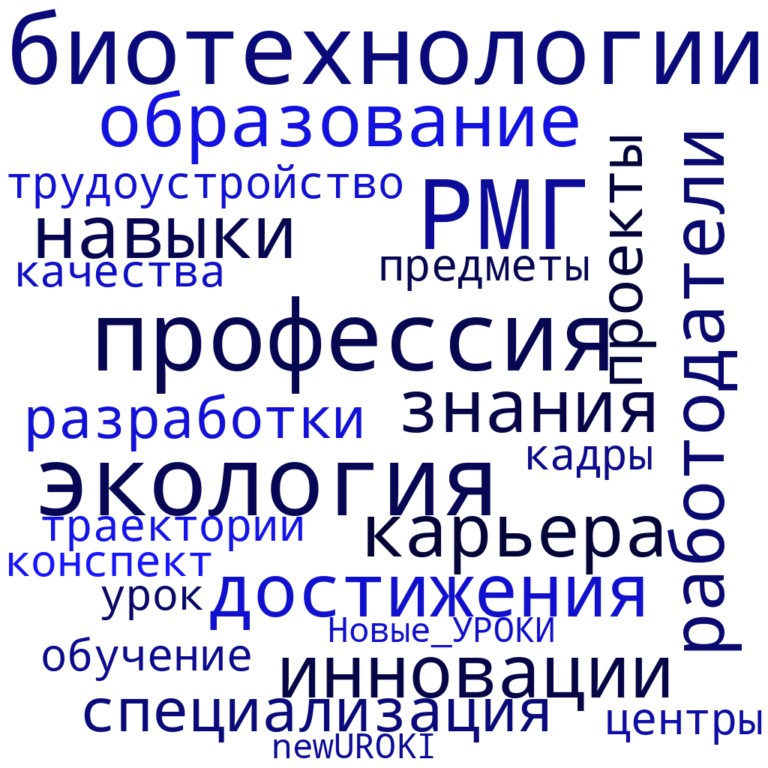 биотехнологии
образование
трудоустройство
РМГ
навыки
качества
предметы
проекты
работодатели
профессия
знания
разработки
кадры
экология
траектории
карьера
конспект
урок
достижения
Новые_УРОКИ
обучение
инновации
специализация
центры
newUROKI